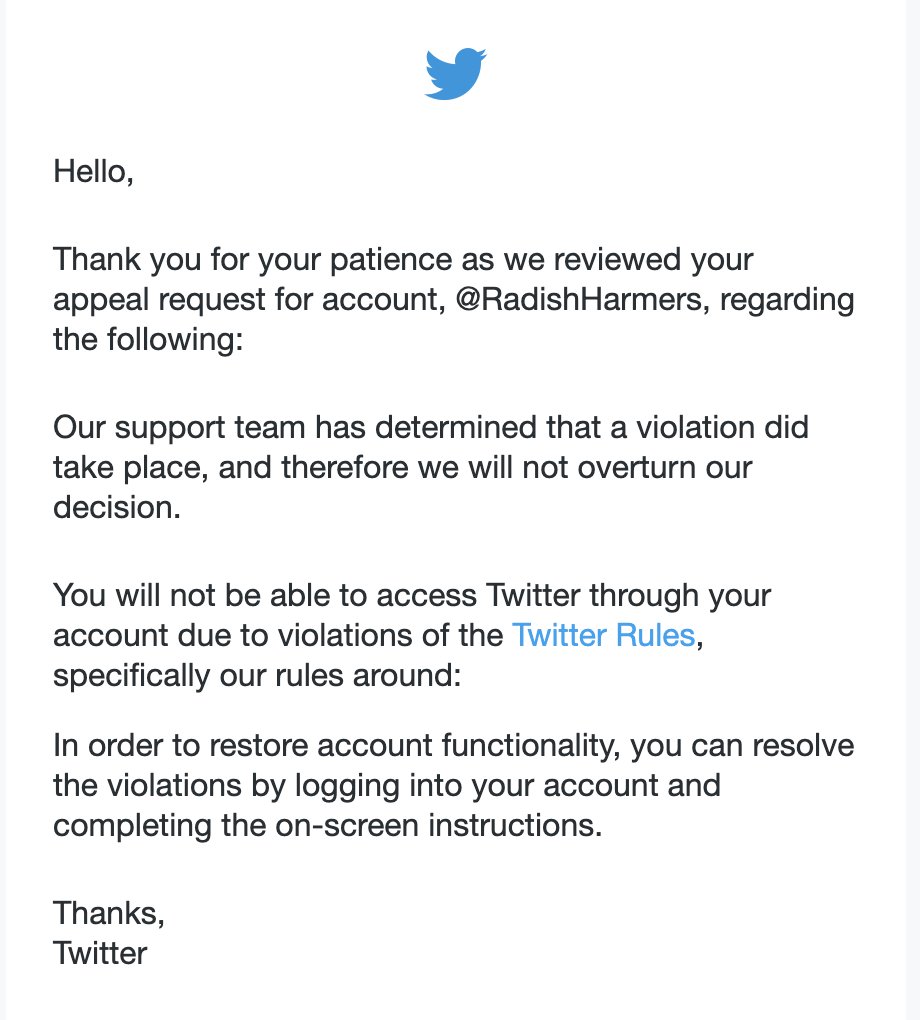 Hello,
Thank you for your patience as we reviewed your
appeal request for account, @RadishHarmers, regarding
the following:
Our support team has determined that a violation did
take place, and therefore we will not overturn our
decision.
You will not be able to access Twitter through your
account due to violations of the Twitter Rules,
specifically our rules around:
In order to restore account functionality, you can resolve
the violations by logging into your account and
completing the on-screen instructions.
Thanks,
Twitter